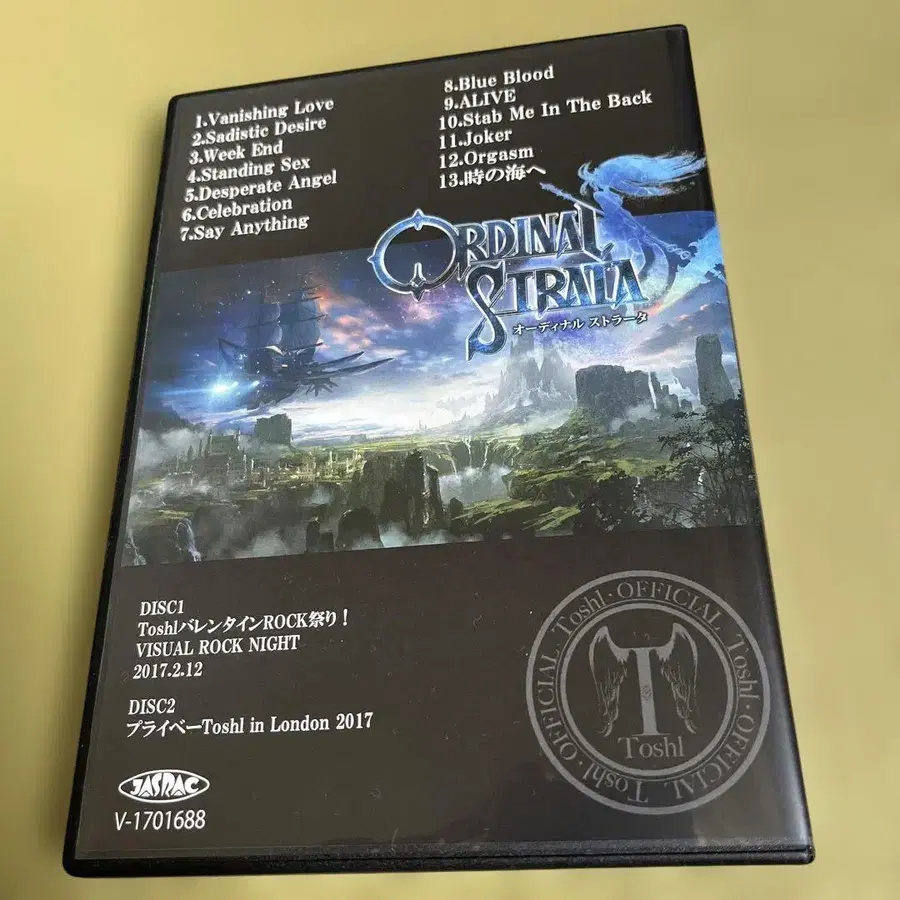 1.Vanishing Love
2.Sadistic Desire
3.Week End
4.Standing Sex
5.Desperate Angel
6.Celebration
7.Say Anything
8.Blue Blood
9.ALIVE
10.Stab Me In The Back
11.Joker
12.Orgasm
13.時の海へ
ORDINAL
STRATA
オーディナル ストラータ
DISC1
ToshlバレンタインROCK祭り!
VISUAL ROCK NIGHT
2017.2.12
DISC2
プライベーToshl in London 2017
Toshl・OFFICIAL Toshl・OFFICIAL Toshl・OFFICIAL
T
Toshl
JASRAC
V-1701688